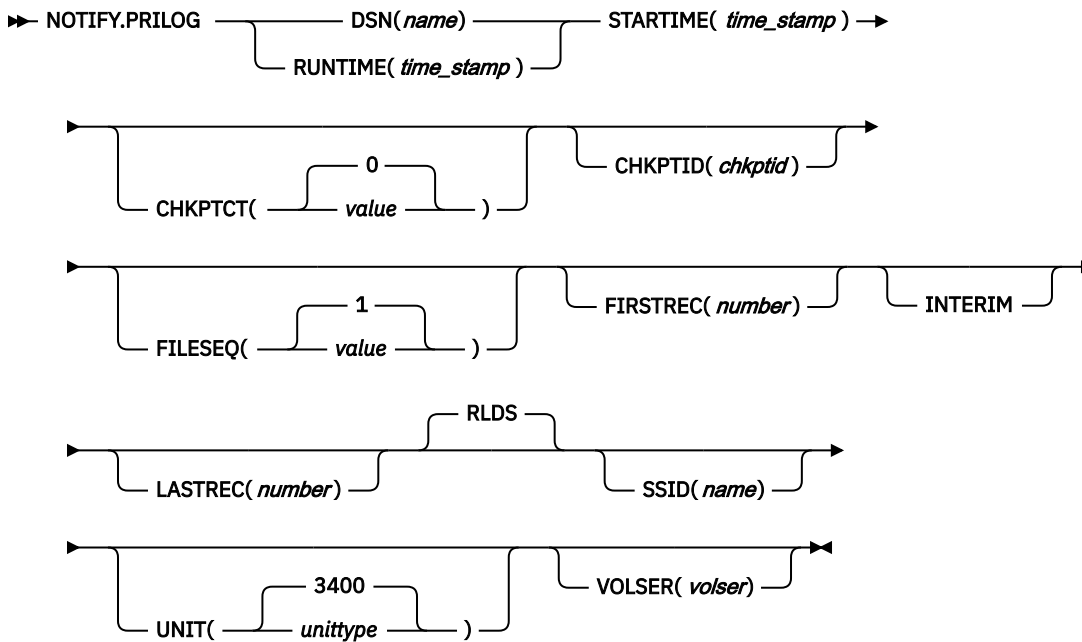 NOTIFY.PRILOG DSN(name) STARTIME( time_stamp )
RUNTIME( time_stamp )
CHKPTCT( 0 value ) CHKPTID( chkptid )
FILESEQ( 1 value ) FIRSTREC( number ) INTERIM
RLDS
LASTREC( number ) SSID( name )
UNIT( 3400 unittype ) VOLSER( volser )